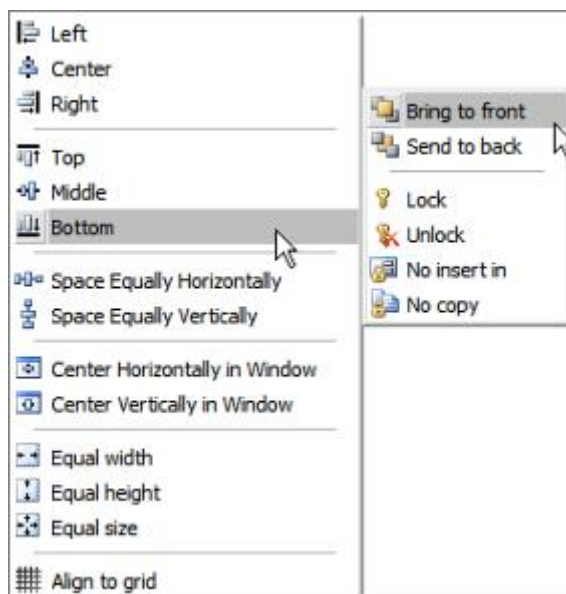 Left
Center
Right
Top
Middle
Bottom
Space Equally Horizontally
Space Equally Vertically
Center Horizontally in Window
Center Vertically in Window
Equal width
Equal height
Equal size
Align to grid
Bring to front
Send to back
Lock
Unlock
No insert in
No copy